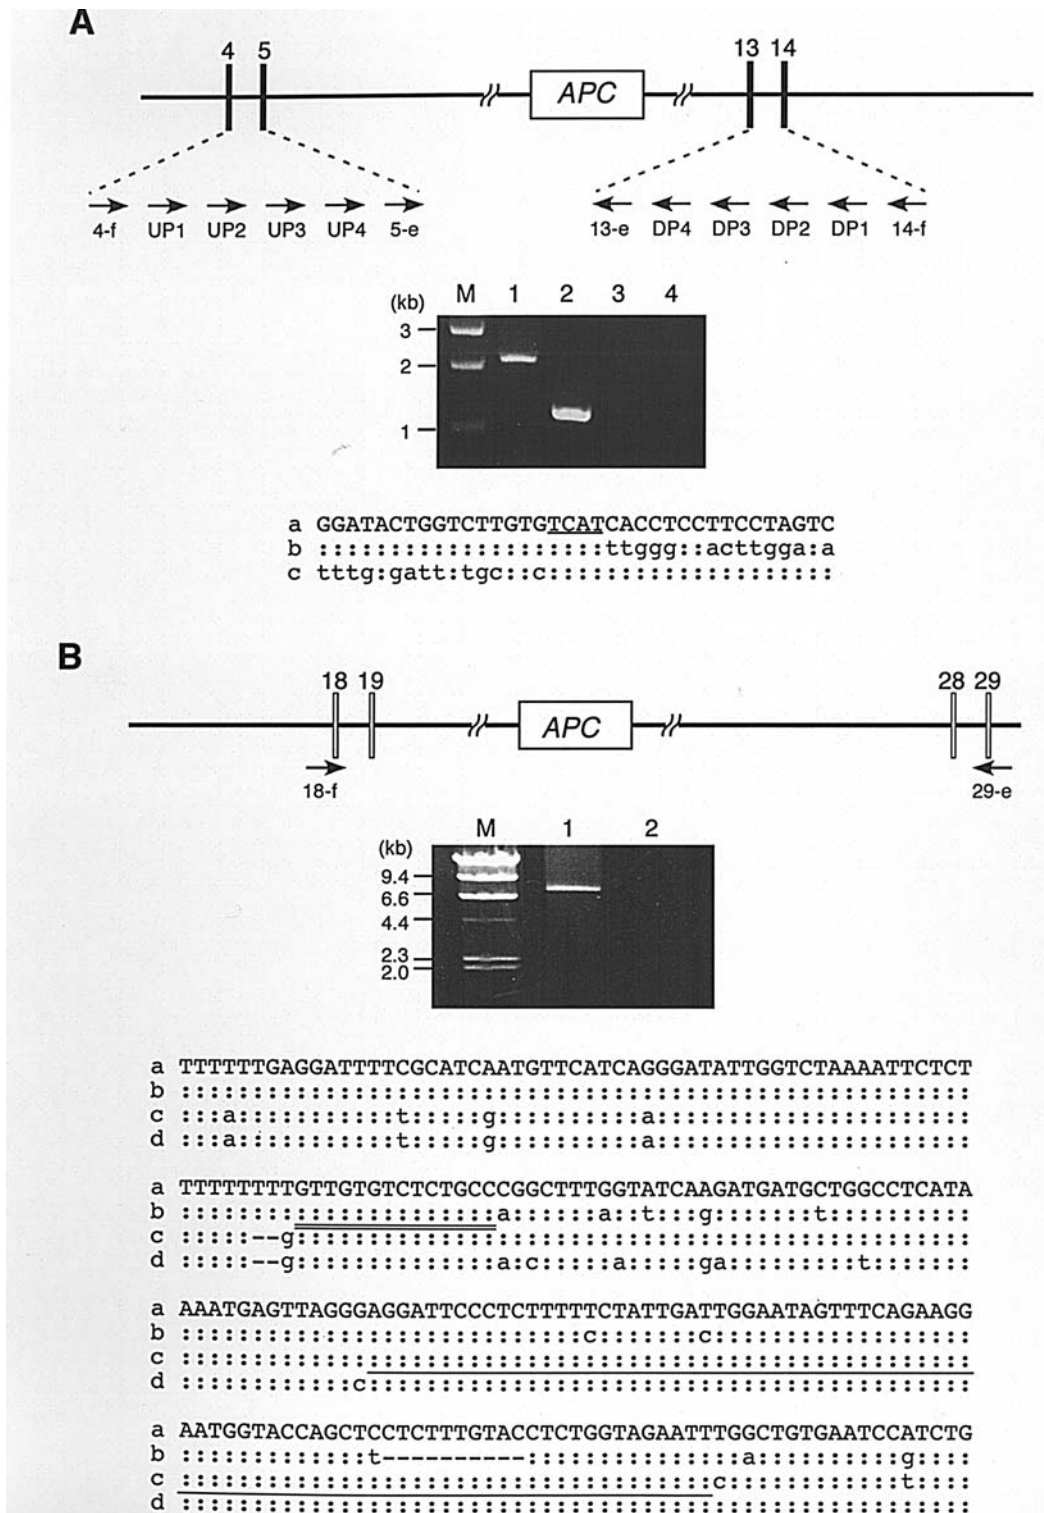 A
4 5 13 14
APC
4-f UP1 UP2 UP3 UP4 5-e 13-e DP4 DP3 DP2 DP1 14-f
(kb) M 1 2 3 4
3
2
1
a GGATACTGGTCTTGTGTCATCACCTCCTTCCTAGTC
b ::::::::::::::::::::ttggg::acttgga:a
c tttg:gatt:tgc::c::::::::::::::::::::
B
18 19 28 29
APC
18-f 29-e
(kb) M 1 2
9.4
6.6
4.4
2.3
2.0
a TTTTTTGAGGATTTTCGCATCAATGTTCATCAGGGATATTGGTCTAAAATTCTCT
b :::::::::::::::::::::::::::::::::::::::::::::::::::::::
c :::a:::::::::::t:::::g::::::::::a::::::::::::::::::::::
d :::a:::::::::::t:::::g::::::::::a::::::::::::::::::::::
a TTTTTTTTGTTGTGTCTCTGCCCGGCTTTGGTATCAAGATGATGCTGGCCTCATA
b ::::::::::::::::::::::a::::::a::t:::g:::::::t::::::::::
c :::::--g:::::::::::::::::::::::::::::::::::::::::::::::
d :::::--g::::::::::::::a:c:::::a:::::ga:::::::::t:::::::
a AAATGAGTTAGGGAGGATTCCCTCTTTTTCTATTGATTGGAATAGTTTCAGAAGG
b ::::::::::::::::::::::::::::c:::::::c::::::::::::::::::
c :::::::::::::::::::::::::::::::::::::::::::::::::::::::
d ::::::::::::c::::::::::::::::::::::::::::::::::::::::::
a AATGGTACCAGCTCCTCTTTGTACCTCTGGTAGAATTTGGCTGTGAATCCATCTG
b :::::::::::::t----------:::::::::::::::a::::::::::g::::
c :::::::::::::::::::::::::::::::::::::c::::::::::::t::::
d :::::::::::::::::::::::::::::::::::::::::::::::::::::::